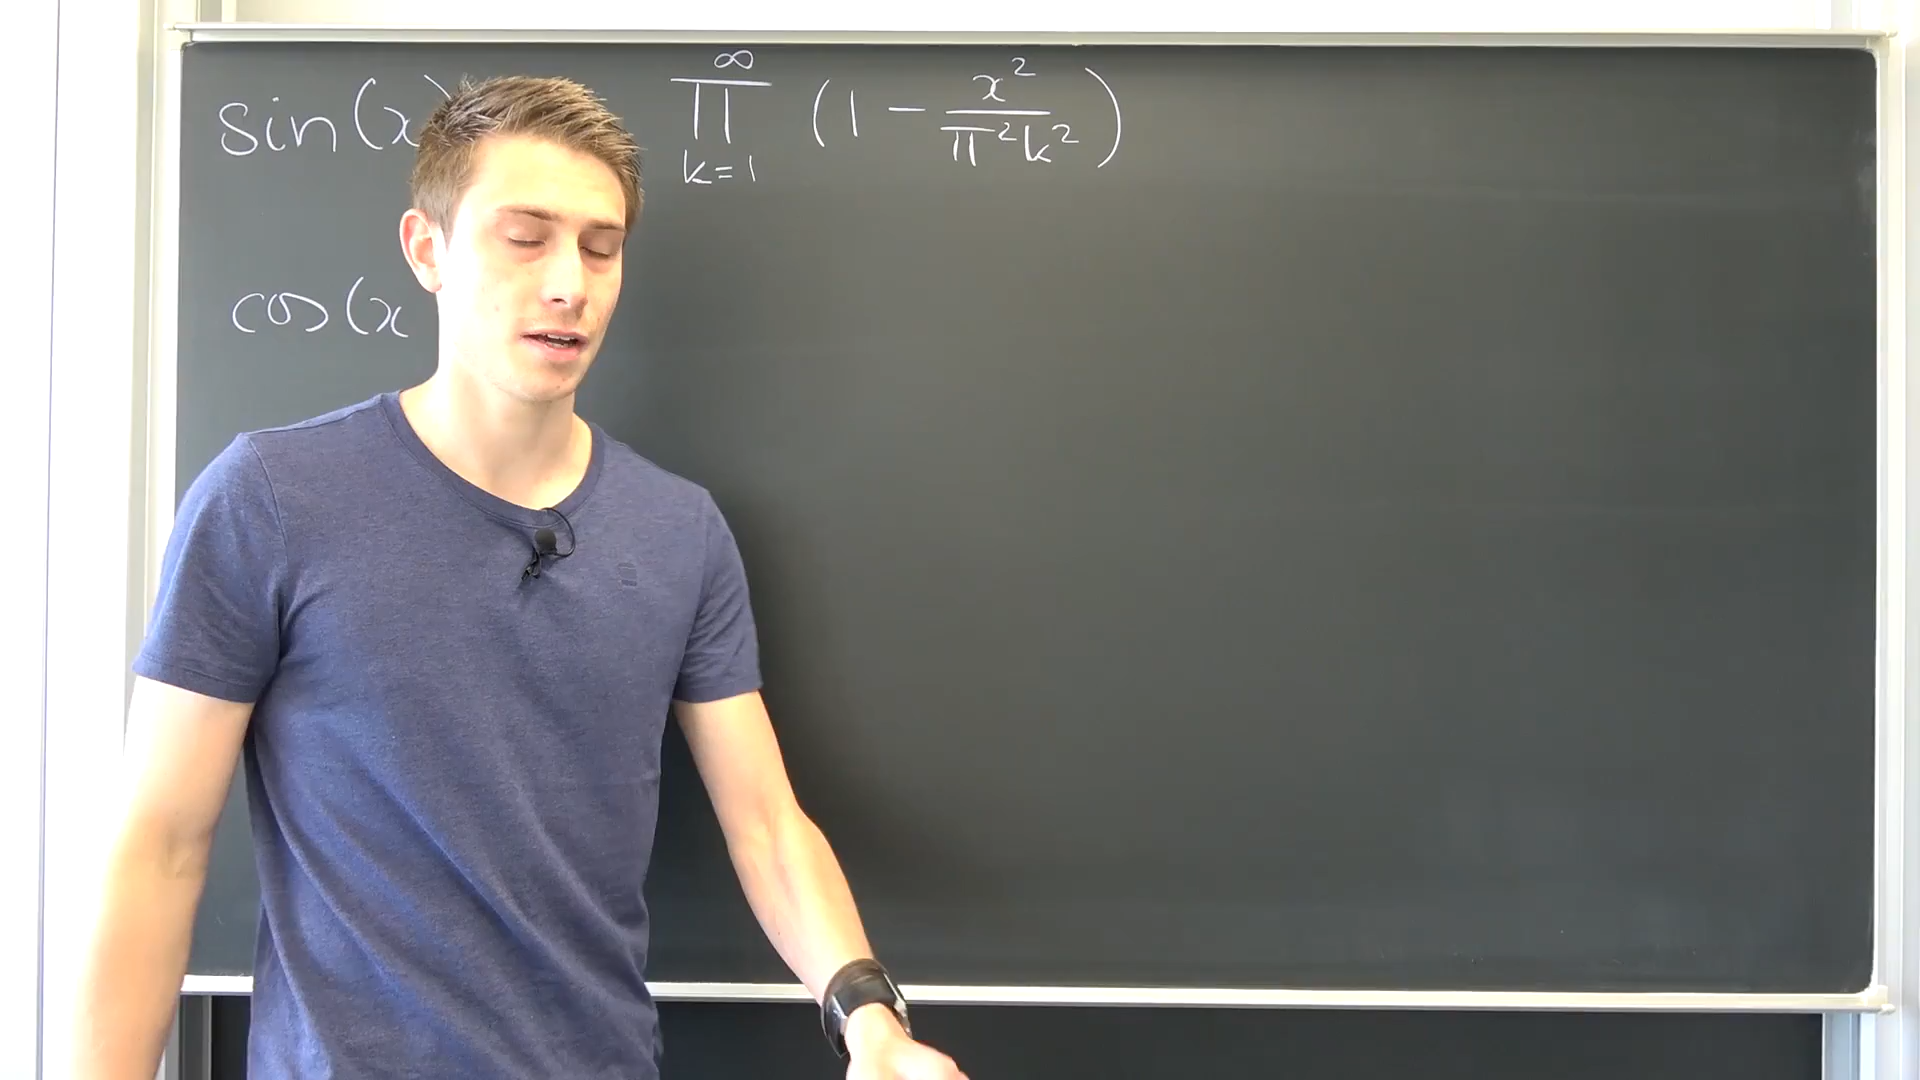 sin(x) ∏_{k=1}^{∞} (1 - x²/(π²k²))
cos(x